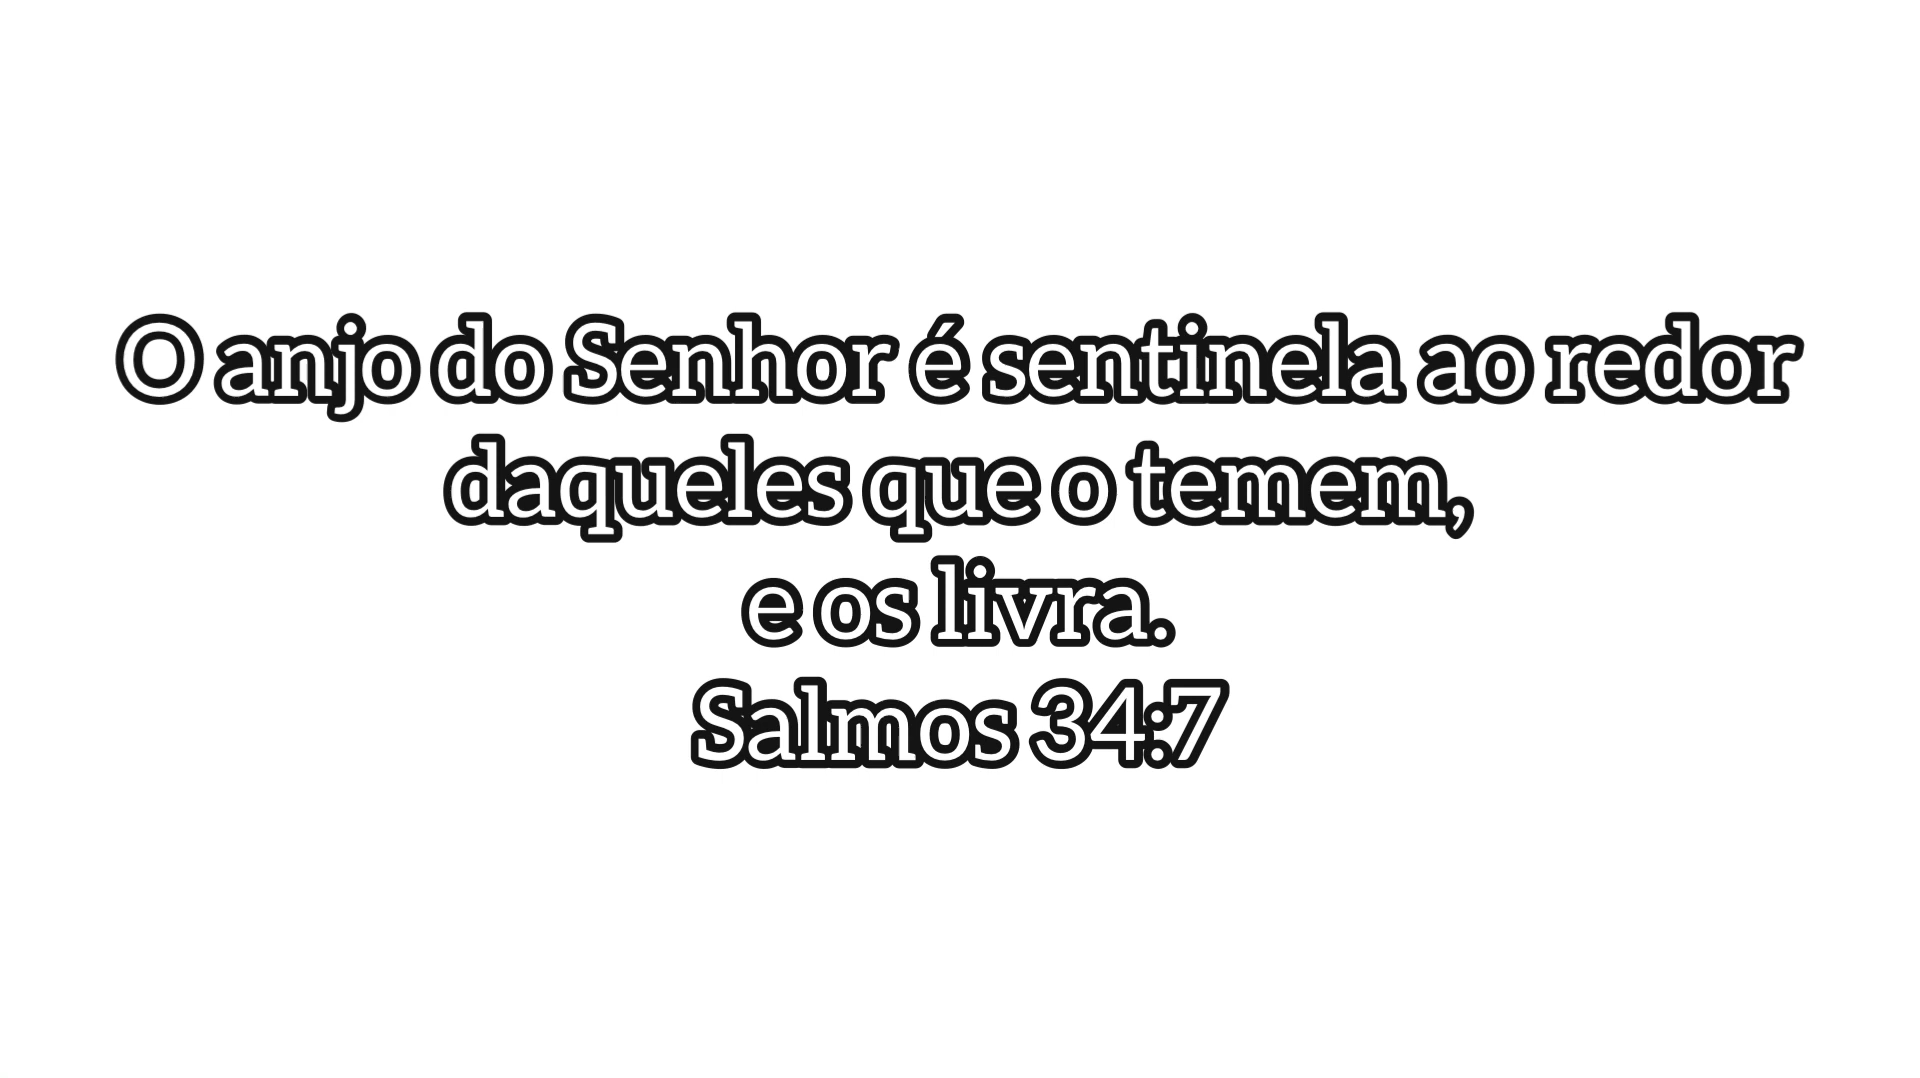 O anjo do Senhor é sentinela ao redor
daqueles que o temem,
e os livra.
Salmos 34:7